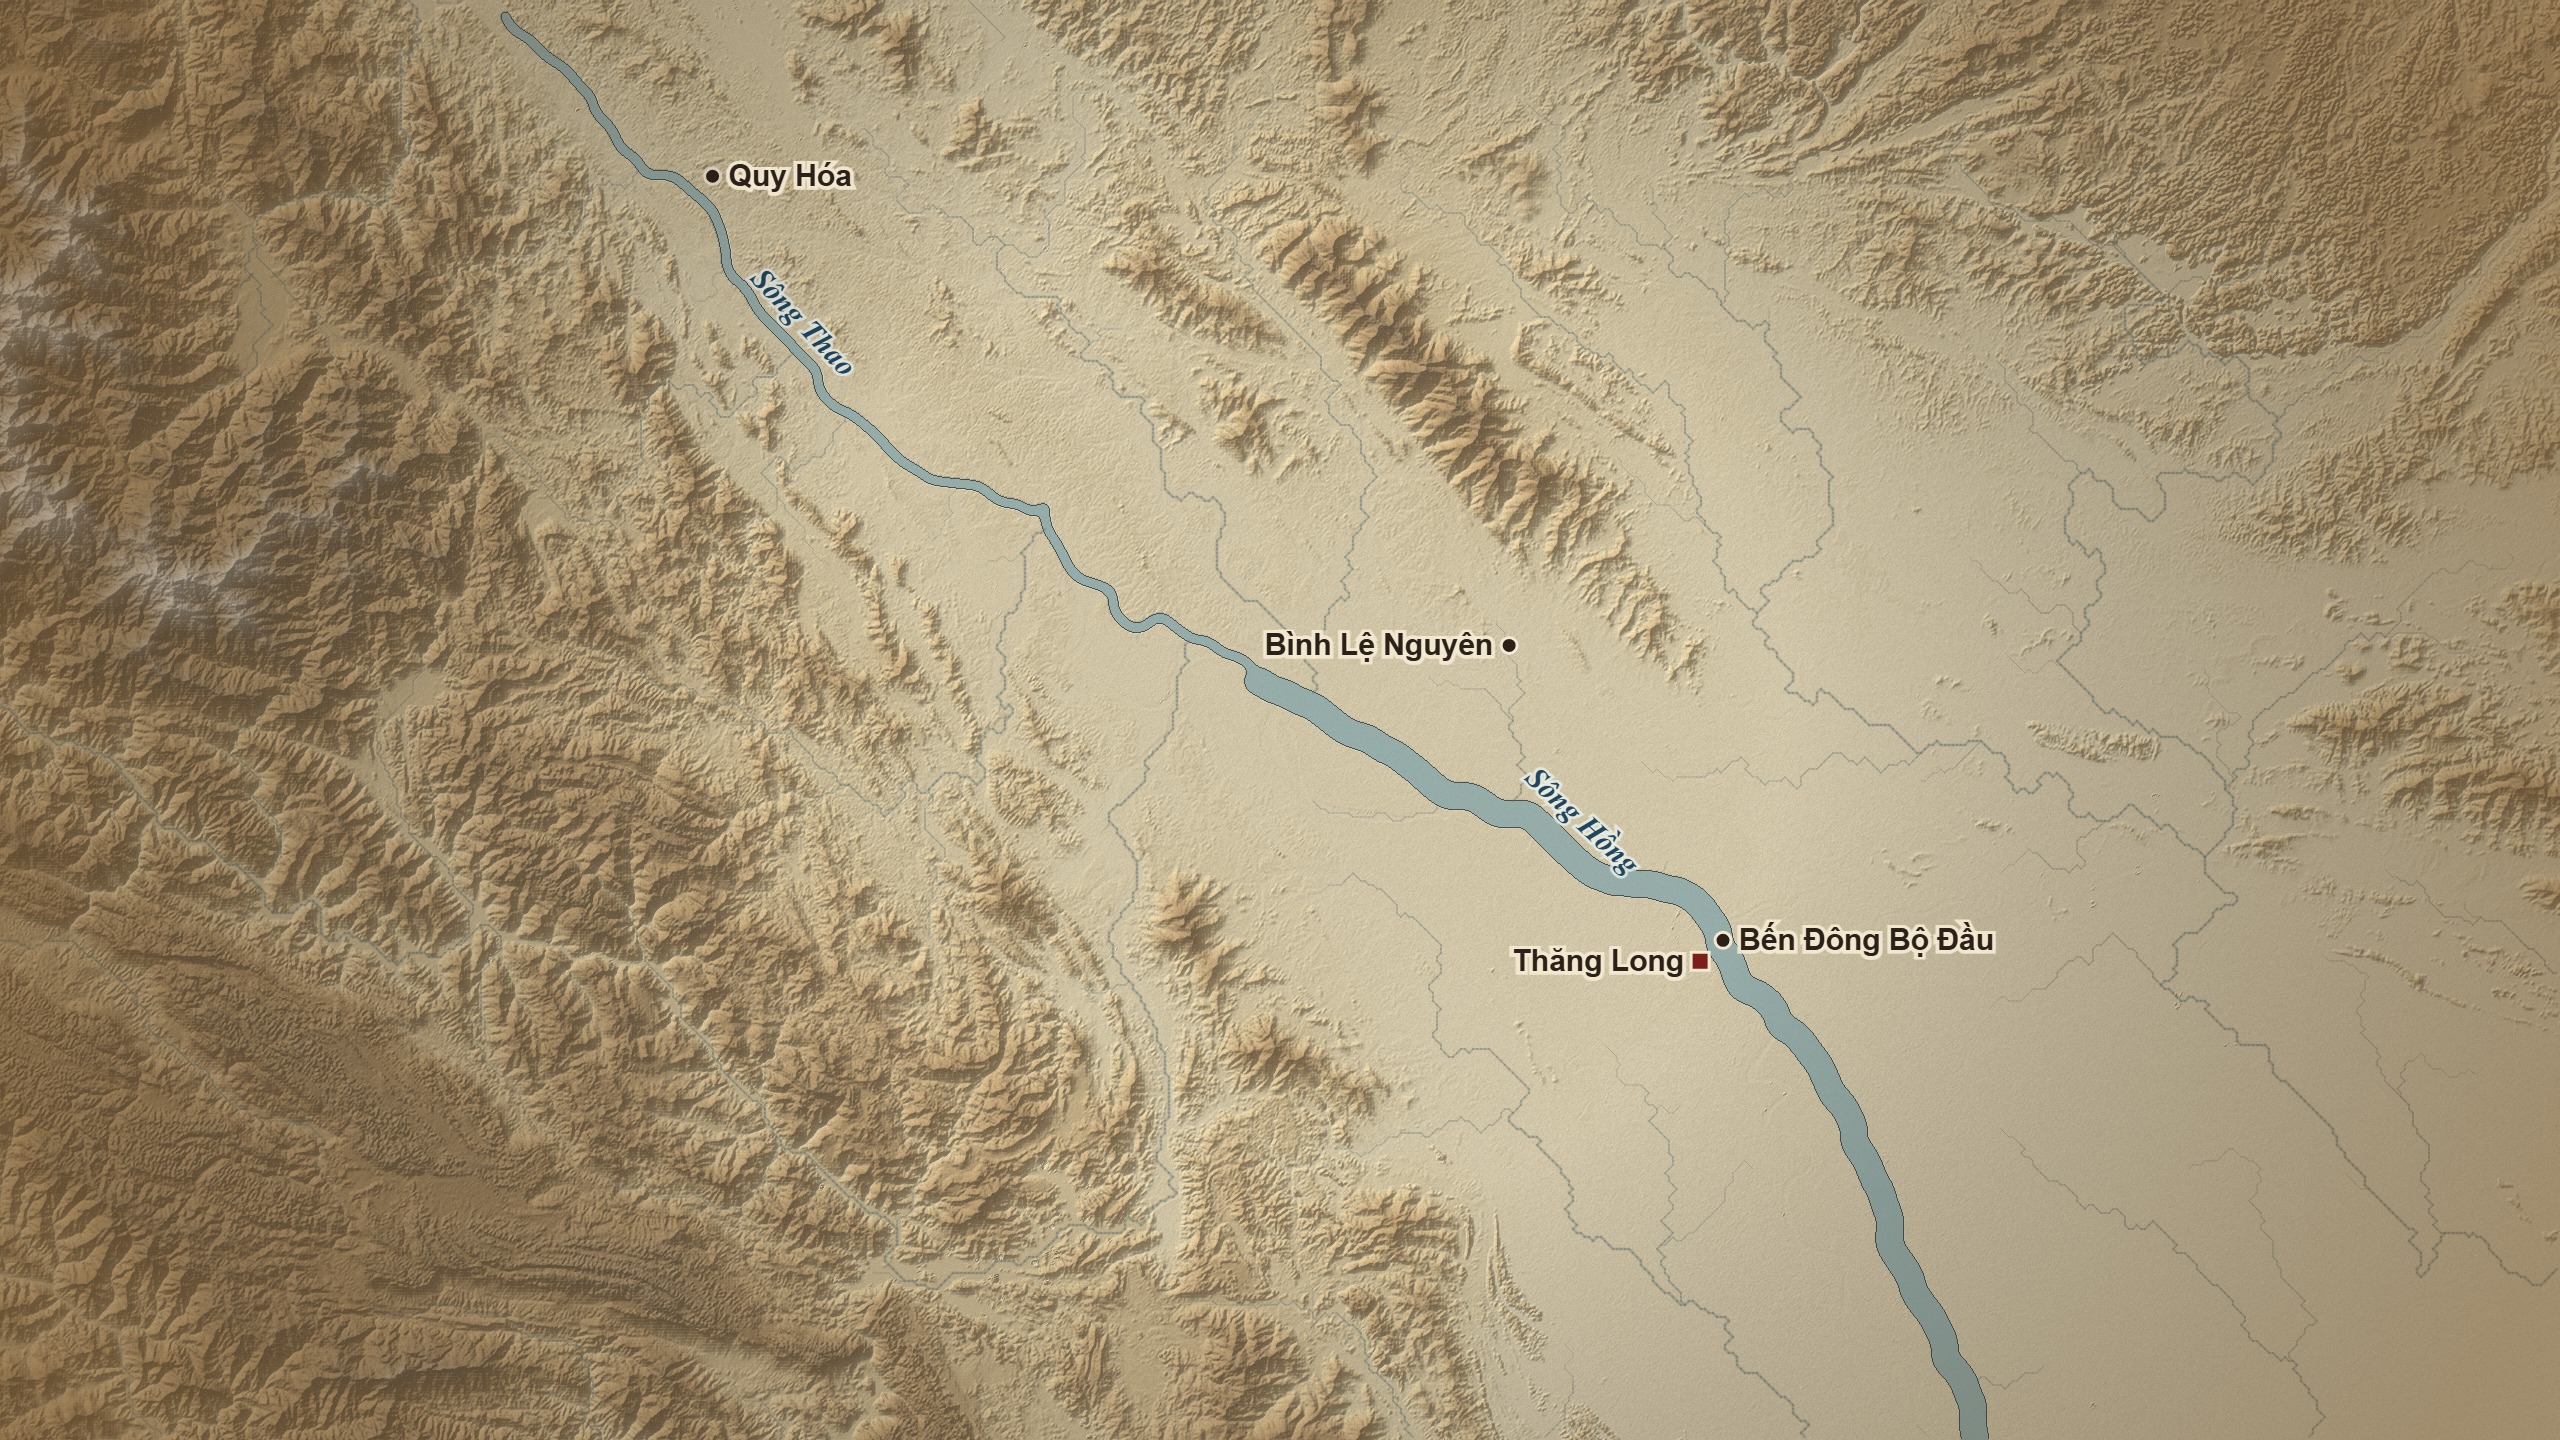 Quy Hóa
Sông Thao
Bình Lệ Nguyên
Sông Hồng
Bến Đông Bộ Đầu
Thăng Long